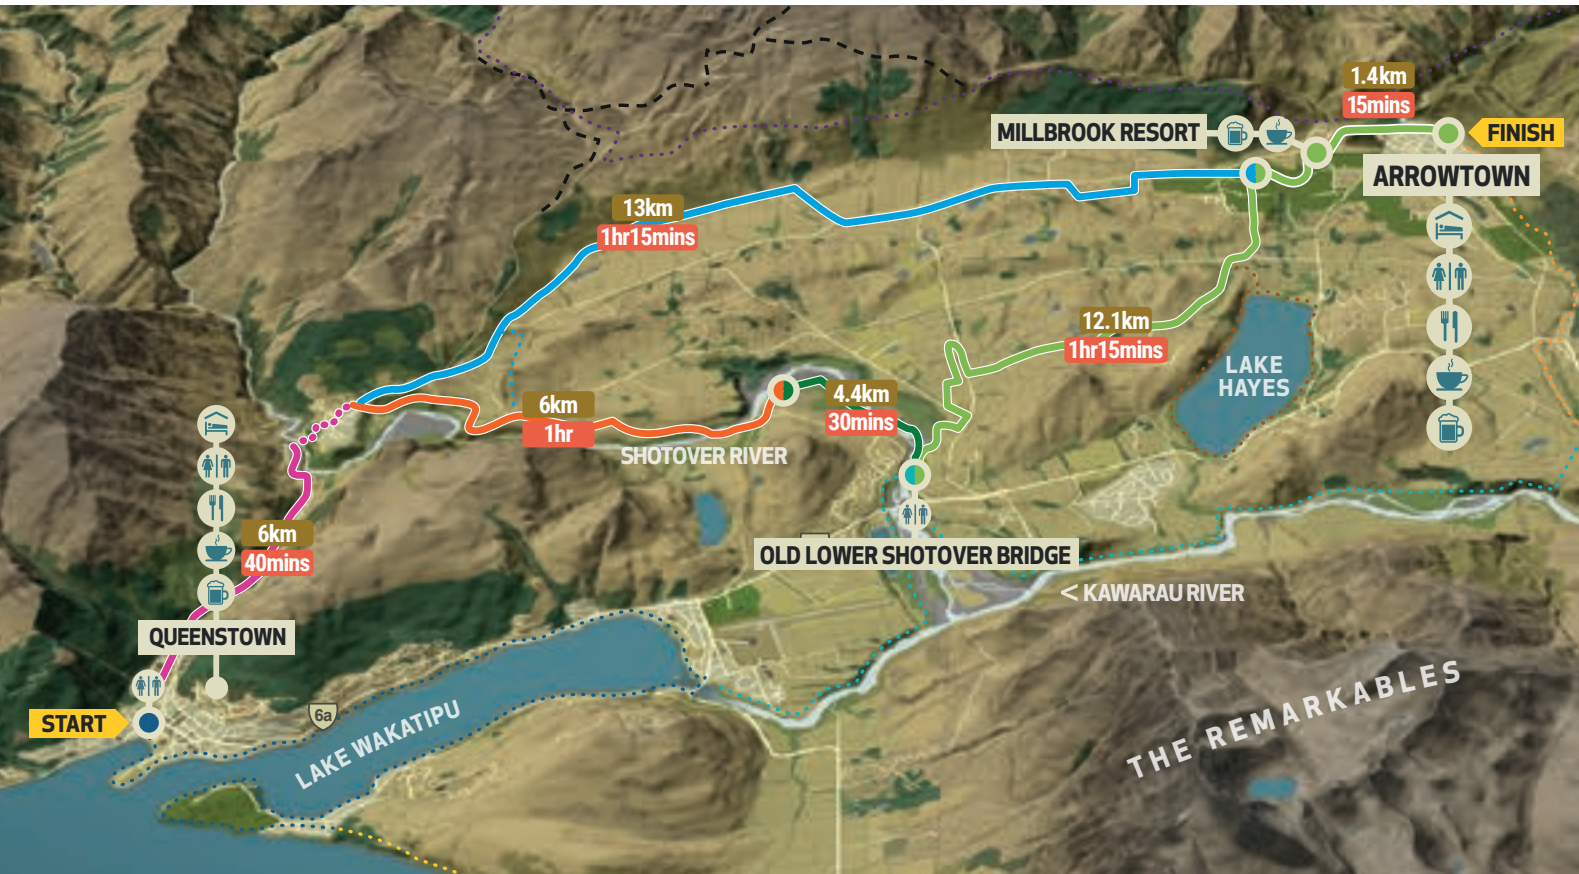 1.4km
15mins
MILLBROOK RESORT
FINISH
ARROWTOWN
13km
1hr15mins
12.1km
1hr15mins
LAKE
HAYES
6km
1hr
4.4km
30mins
SHOTOVER RIVER
6km
40mins
OLD LOWER SHOTOVER BRIDGE
< KAWARAU RIVER
QUEENSTOWN
START
6a
LAKE WAKATIPU
THE REMARKABLES